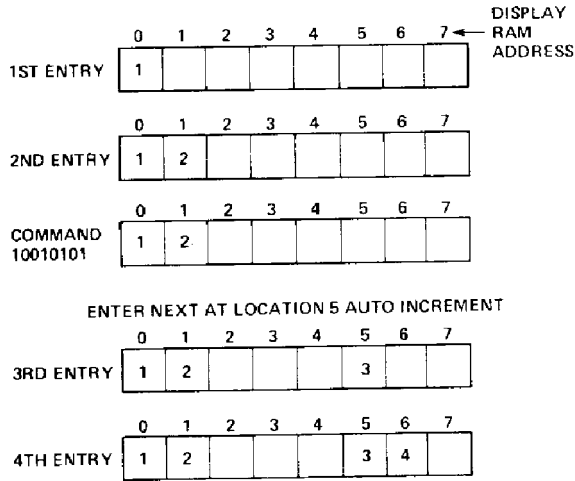 DISPLAY
0 1 2 3 4 5 6 7 ← RAM
ADDRESS
1ST ENTRY 1
0 1 2 3 4 5 6 7
2ND ENTRY 1 2
0 1 2 3 4 5 6 7
COMMAND
10010101 1 2
ENTER NEXT AT LOCATION 5 AUTO INCREMENT
0 1 2 3 4 5 6 7
3RD ENTRY 1 2 3
0 1 2 3 4 5 6 7
4TH ENTRY 1 2 3 4